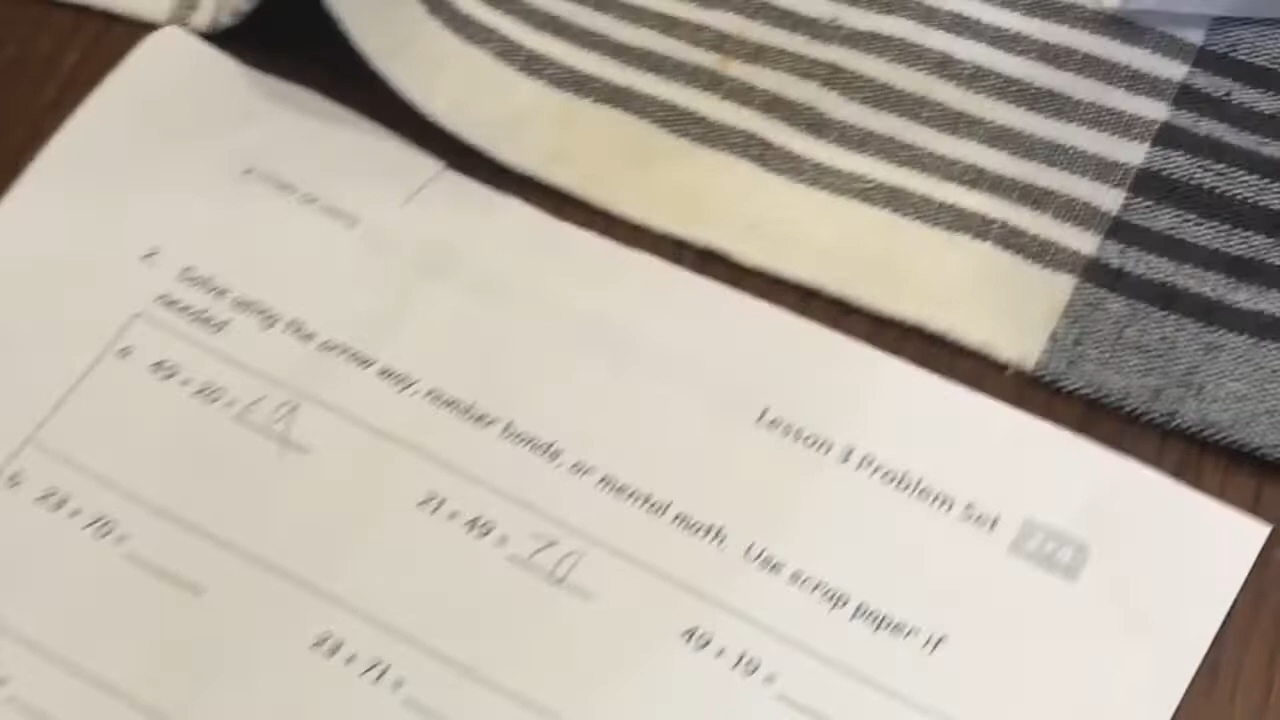 Lesson 3 Problem Set
2. Solve using the arrow way, number bonds, or mental math. Use scrap paper if
needed.
a. 49 + 20 = 69 21 + 49 = 70 49 + 19 =
b. 23 + 70 = 23 + 71 =